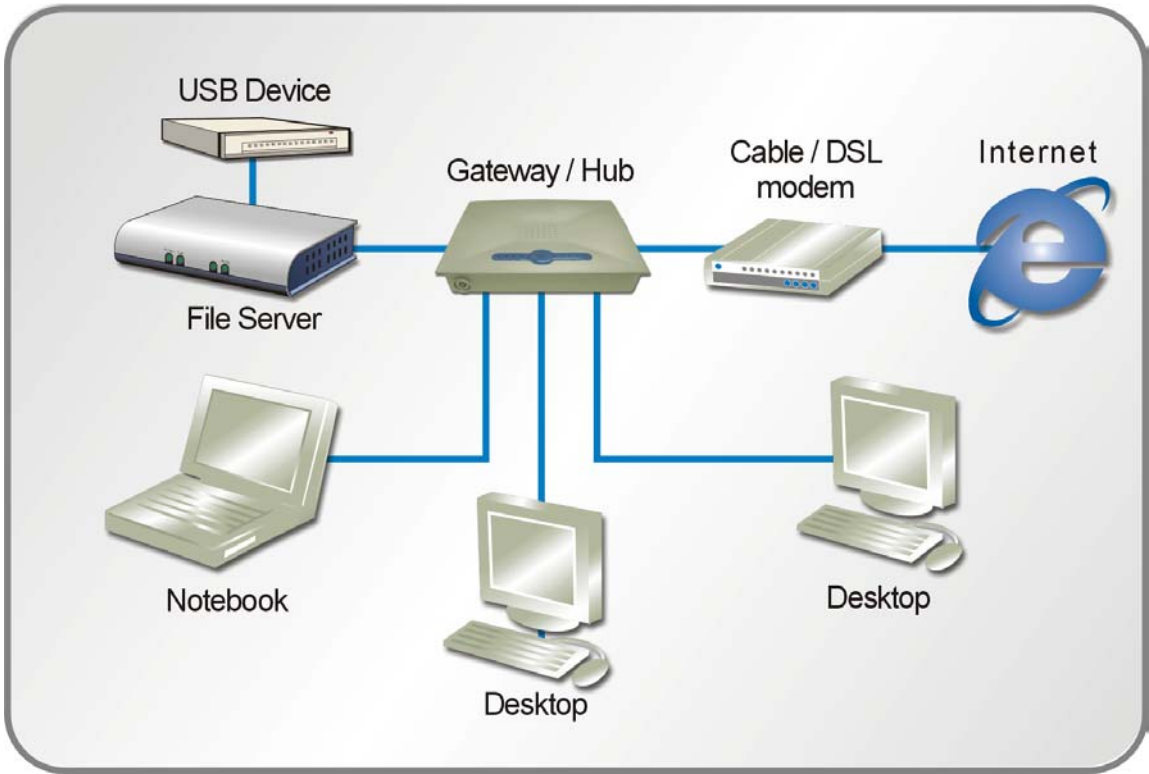 USB Device
Gateway / Hub
Cable / DSL
modem
Internet
File Server
Notebook
Desktop
Desktop